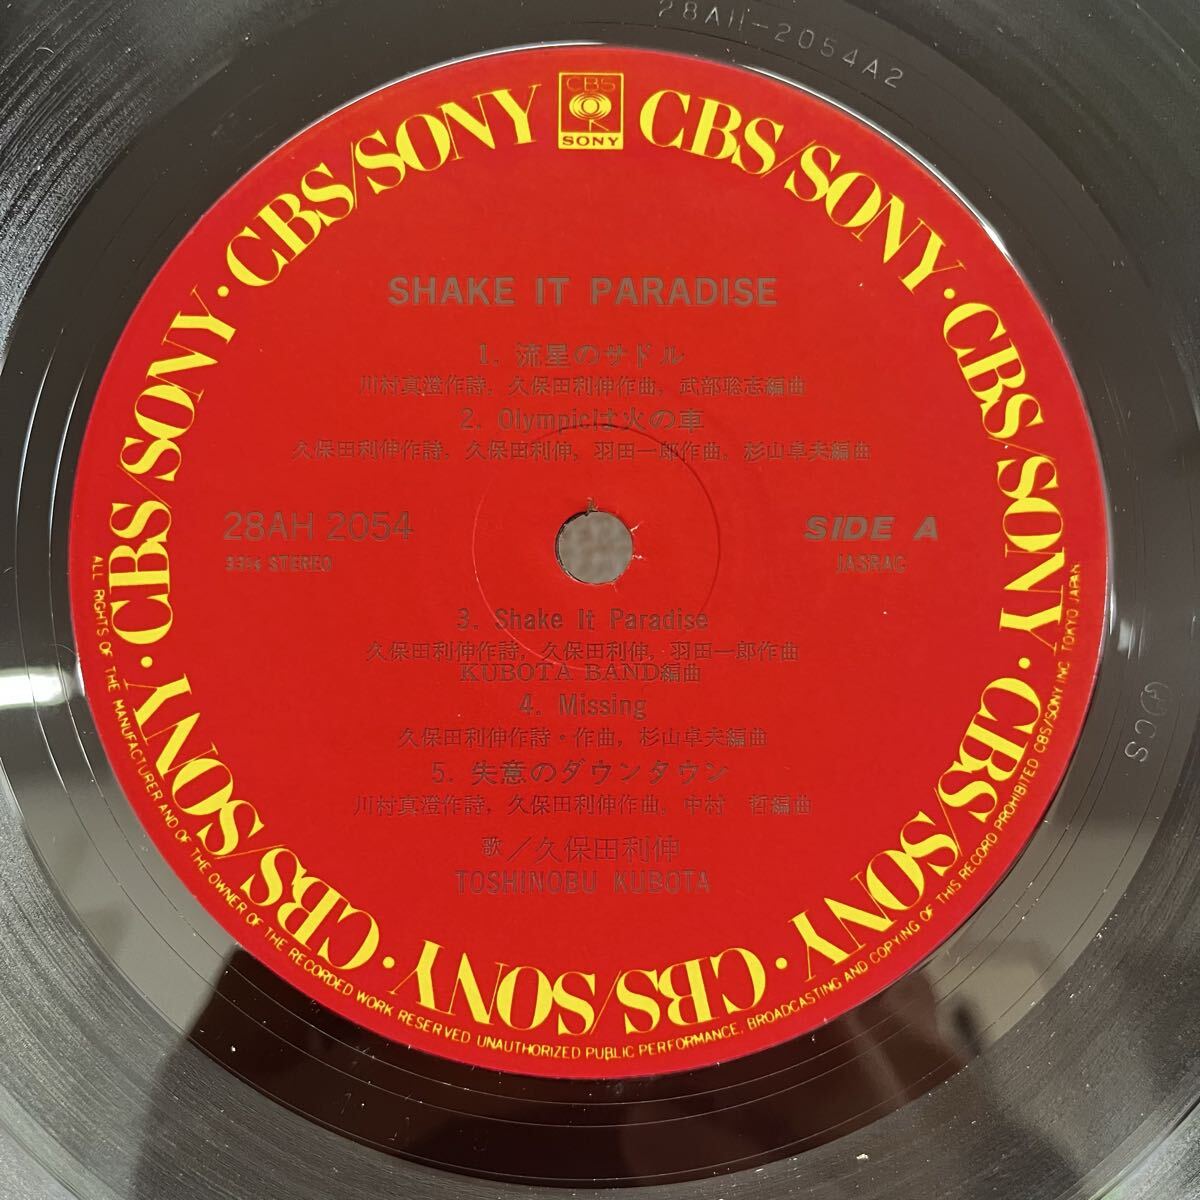 28AH-2054A2
CBS
SONY
CBS/SONY · CBS/SONY · CBS/SONY · CBS/SONY · CBS/SONY · CBS/SONY · CBS/SONY · CBS/SONY
SHAKE IT PARADISE
1. 流星のサドル
川村真澄作詩, 久保田利伸作曲, 武部聡志編曲
2. Olympicは火の車
久保田利伸作詩, 久保田利伸, 羽田一郎作曲, 杉山卓夫編曲
28AH 2054
33⅓ STEREO
SIDE A
JASRAC
3. Shake It Paradise
久保田利伸作詩, 久保田利伸, 羽田一郎作曲
KUBOTA BAND編曲
4. Missing
久保田利伸作詩・作曲, 杉山卓夫編曲
5. 失意のダウンタウン
川村真澄作詩, 久保田利伸作曲, 中村 哲編曲
歌/久保田利伸
TOSHINOBU KUBOTA
ALL RIGHTS OF THE MANUFACTURER AND OF THE OWNER OF THE RECORDED WORK RESERVED UNAUTHORIZED PUBLIC PERFORMANCE, BROADCASTING AND COPYING OF THIS RECORD PROHIBITED CBS/SONY INC. TOKYO JAPAN
CS